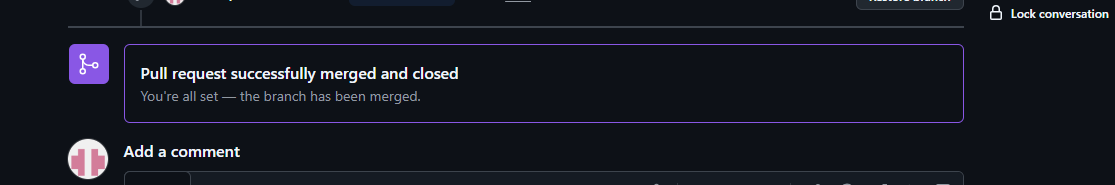 Lock conversation
Pull request successfully merged and closed
You're all set — the branch has been merged.
Add a comment